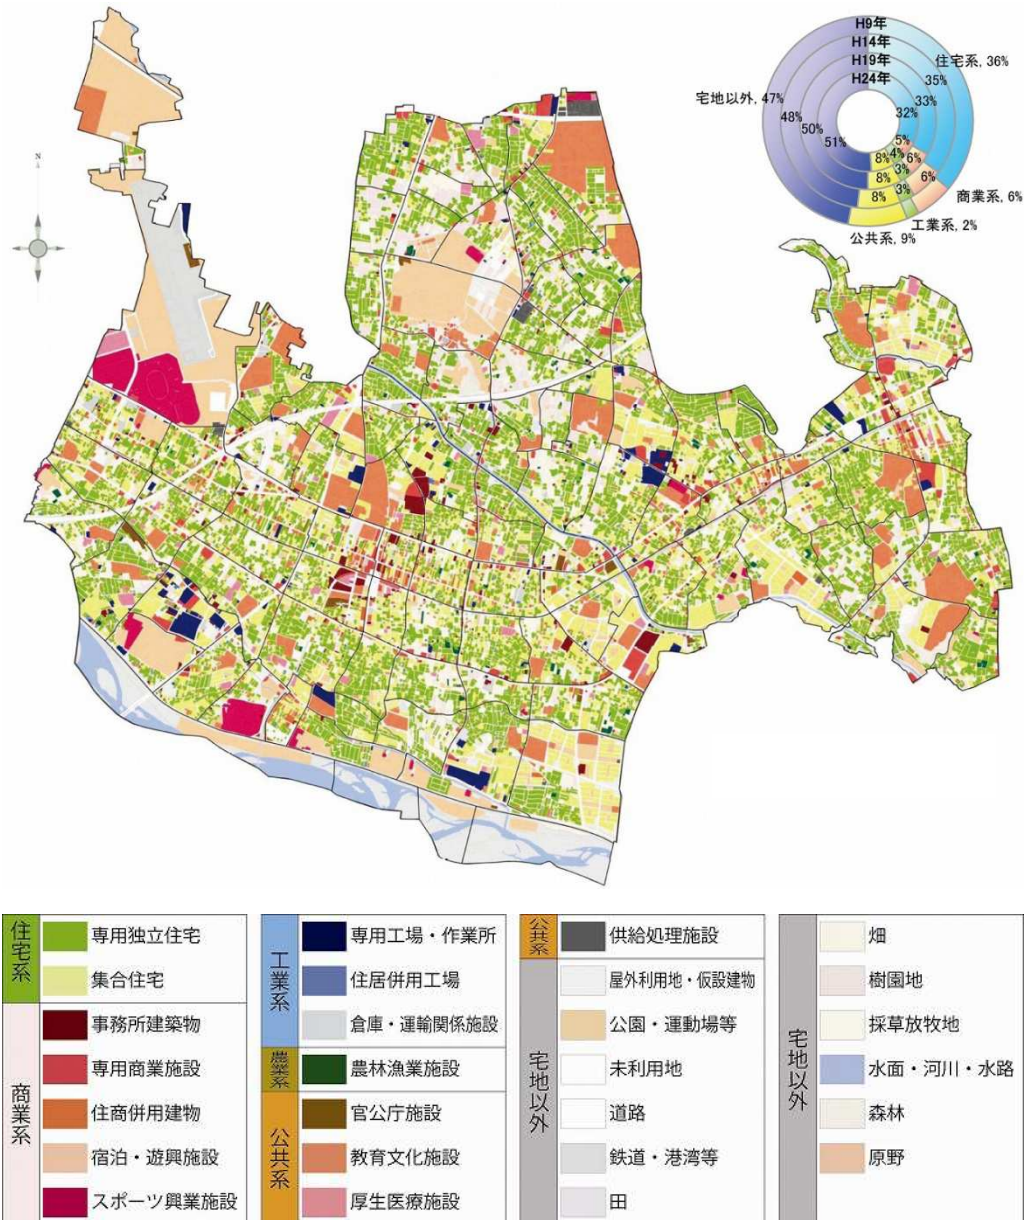 H9年
H14年
H19年
H24年
住宅系, 36%
35%
33%
32%
宅地以外, 47%
48%
50%
51%
5%
4%
6%
8%
3%
6%
8%
3%
8%
商業系, 6%
工業系, 2%
公共系, 9%
N
住宅系
専用独立住宅
集合住宅
商業系
事務所建築物
専用商業施設
住商併用建物
宿泊・遊興施設
スポーツ興業施設
工業系
専用工場・作業所
住居併用工場
倉庫・運輸関係施設
農業系
農林漁業施設
公共系
官公庁施設
教育文化施設
厚生医療施設
公共系
供給処理施設
宅地以外
屋外利用地・仮設建物
公園・運動場等
未利用地
道路
鉄道・港湾等
田
宅地以外
畑
樹園地
採草放牧地
水面・河川・水路
森林
原野